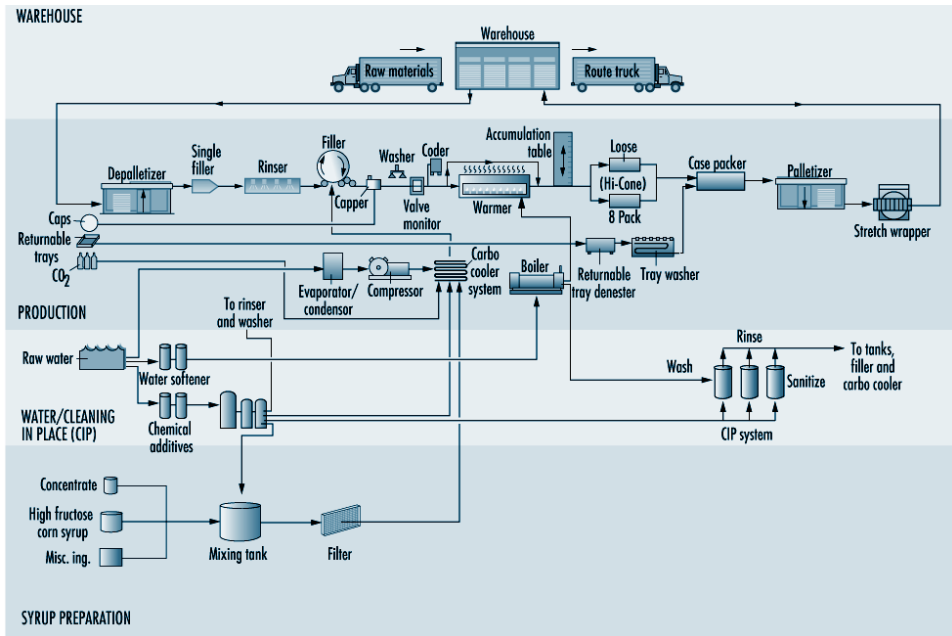 WAREHOUSE
Warehouse
Raw materials
Route truck
Depalletizer
Single
filler
Rinser
Filler
Capper
Washer
Coder
Valve
monitor
Warmer
Accumulation
table
Loose
(Hi-Cone)
8 Pack
Case packer
Palletizer
Stretch wrapper
Caps
Returnable
trays
CO2
Evaporator/
condensor
Compressor
Carbo
cooler
system
Boiler
Returnable
tray denester
Tray washer
PRODUCTION
To rinser
and washer
Raw water
Water softener
Chemical
additives
Wash
Rinse
Sanitize
To tanks,
filler and
carbo cooler
CIP system
WATER/CLEANING
IN PLACE (CIP)
Concentrate
High fructose
corn syrup
Misc. ing.
Mixing tank
Filter
SYRUP PREPARATION